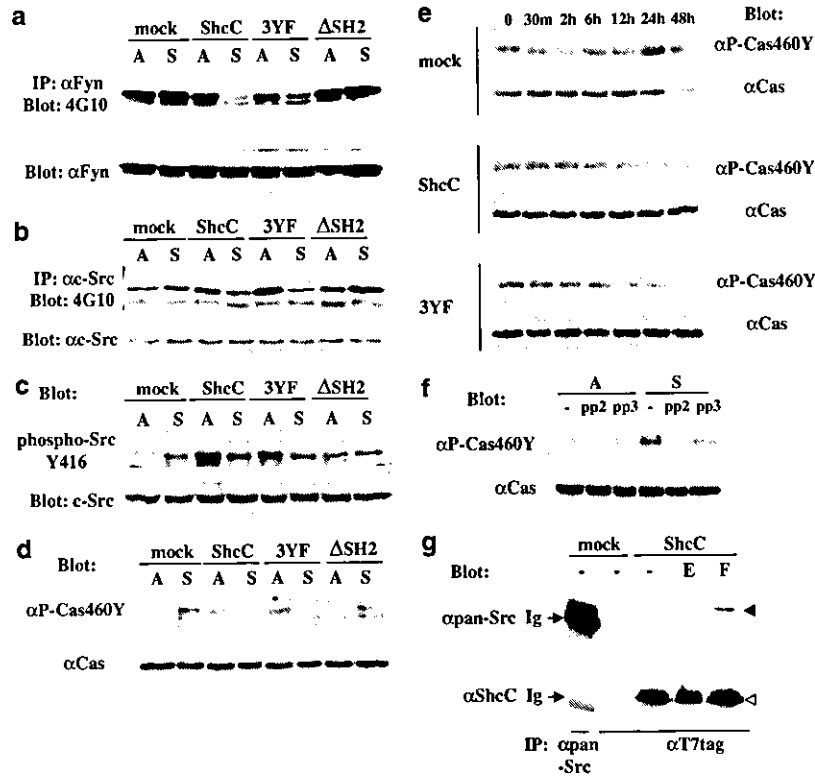 a
mock ShcC 3YF ΔSH2
A S A S A S A S
IP: αFyn
Blot: 4G10
Blot: αFyn
b
mock ShcC 3YF ΔSH2
A S A S A S A S
IP: αc-Src
Blot: 4G10
Blot: αc-Src
c
Blot: mock ShcC 3YF ΔSH2
A S A S A S A S
phospho-Src
Y416
Blot: c-Src
d
mock ShcC 3YF ΔSH2
Blot: A S A S A S A S
αP-Cas460Y
αCas
e
0 30m 2h 6h 12h 24h 48h Blot:
mock
αP-Cas460Y
αCas
ShcC
αP-Cas460Y
αCas
3YF
αP-Cas460Y
αCas
f
A S
Blot: - pp2 pp3 - pp2 pp3
αP-Cas460Y
αCas
g
mock ShcC
Blot: - - - E F
αpan-Src Ig
αShcC Ig
IP: αpan αT7tag
-Src